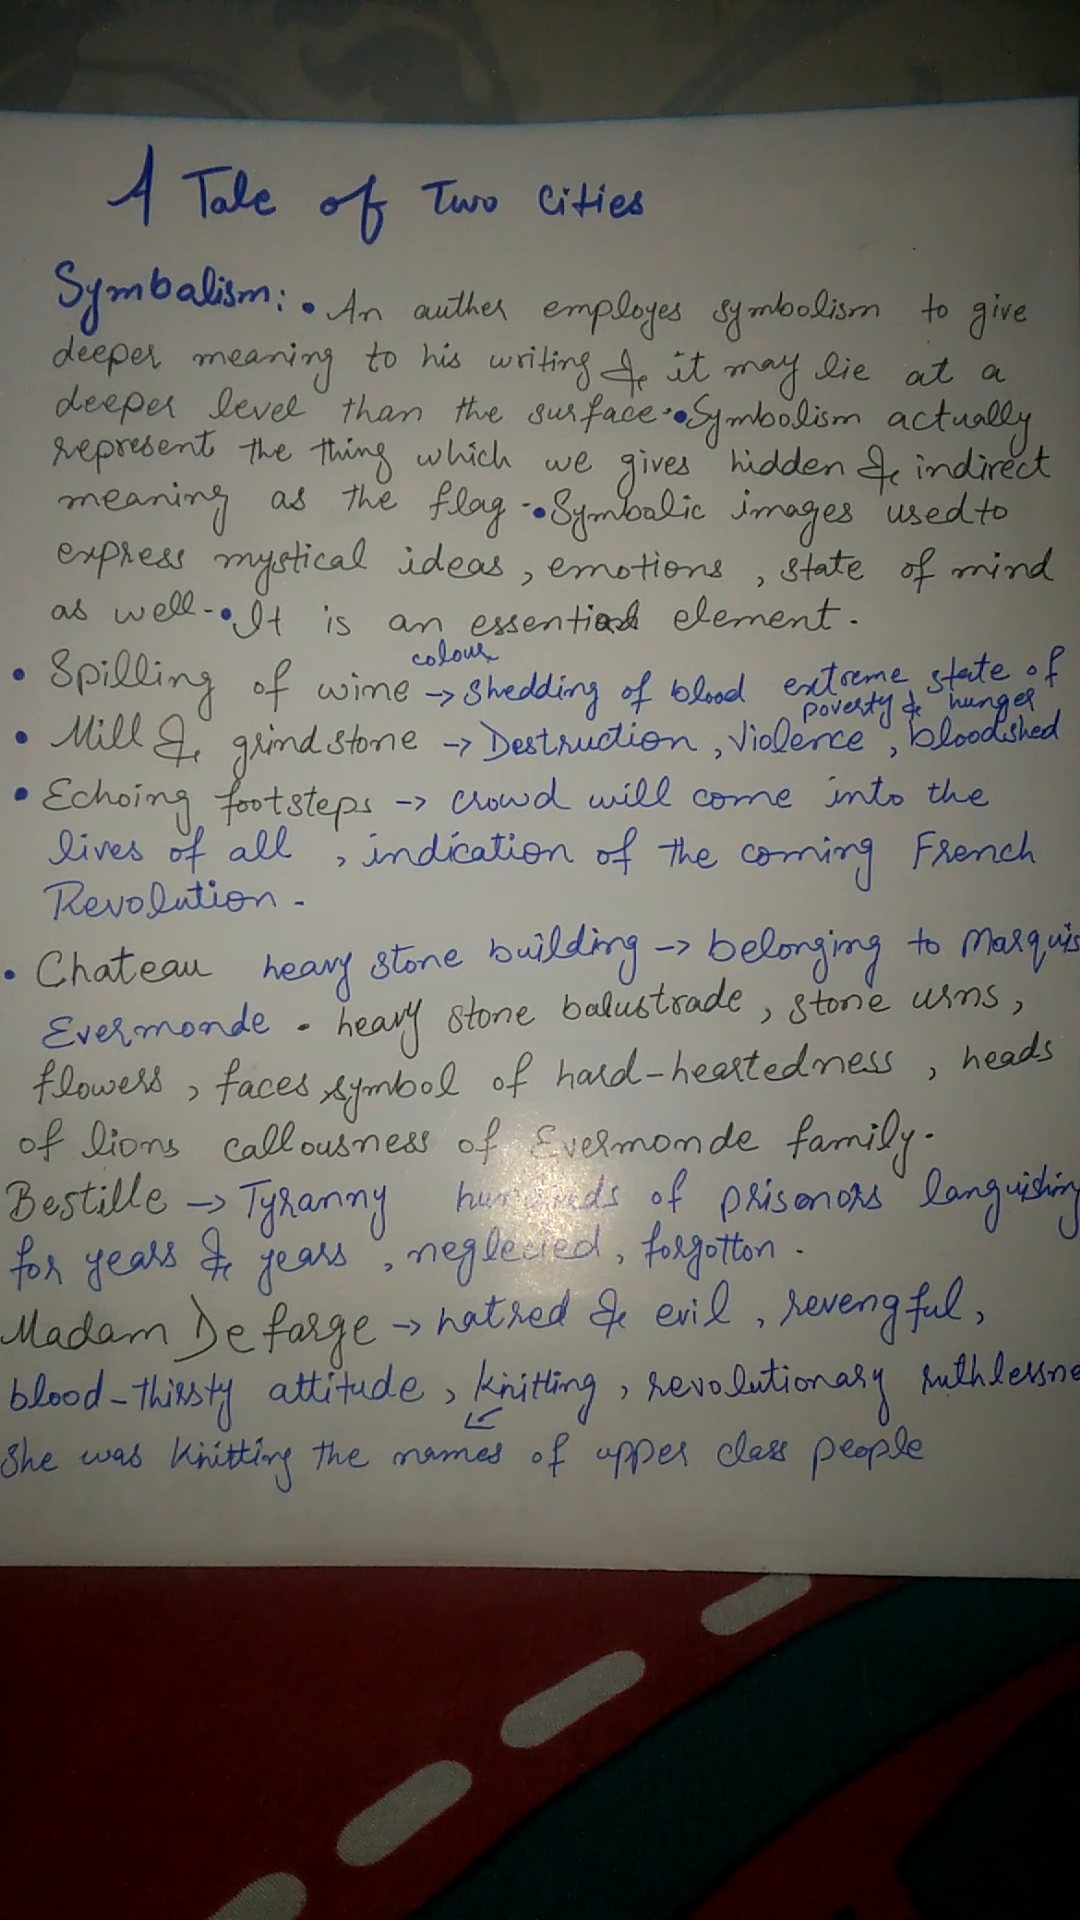 A Tale of Two Cities
Symbalism: • An auther employes symbolism to give
deeper meaning to his writing & it may lie at a
deeper level than the surface. • Symbolism actually
represent the thing which we gives hidden & indirect
meaning as the flag. • Symbalic images used to
express mystical ideas, emotions, state of mind
as well. • It is an essential element.
• Spilling of wine colour → shedding of blood extreme state of
poverty & hunger
• Mill & grindstone → Destruction, violence, bloodshed
• Echoing footsteps → crowd will come into the
lives of all, indication of the coming French
Revolution.
• Chateau heavy stone building → belonging to Marquis
Evermonde. heavy stone balustrade, stone urns,
flowers, faces symbol of hard-heartedness, heads
of lions callousness of Evermonde family.
Bestille → Tyranny hundreds of prisonors languishing
for years & years, neglected, forgotton.
Madam Defarge → hatred & evil, revengful,
blood-thirsty attitude, knitting, revolutionary ruthlessne
She was knitting the names of upper class people